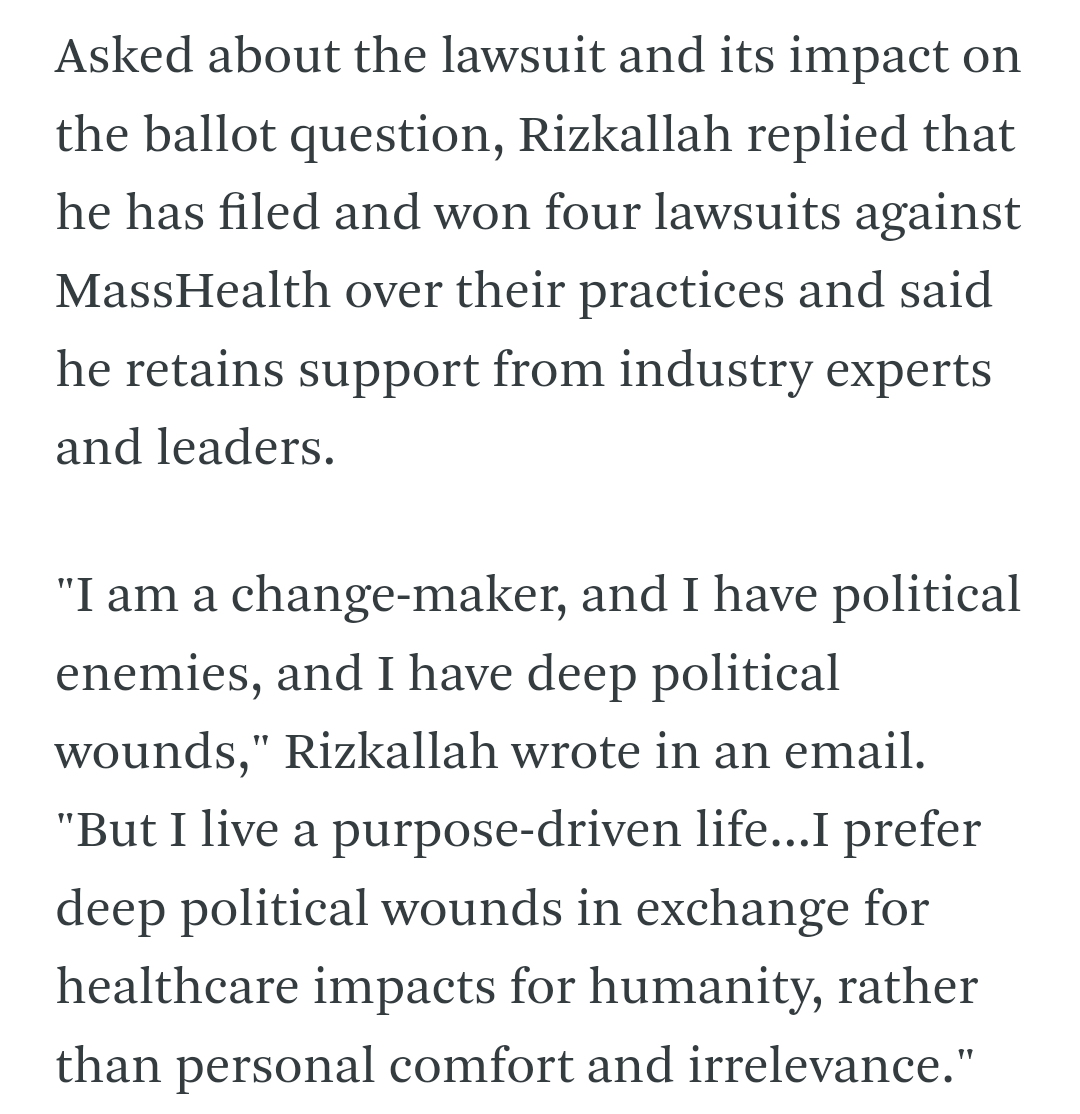 Asked about the lawsuit and its impact on
the ballot question, Rizkallah replied that
he has filed and won four lawsuits against
MassHealth over their practices and said
he retains support from industry experts
and leaders.
"I am a change-maker, and I have political
enemies, and I have deep political
wounds," Rizkallah wrote in an email.
"But I live a purpose-driven life...I prefer
deep political wounds in exchange for
healthcare impacts for humanity, rather
than personal comfort and irrelevance."